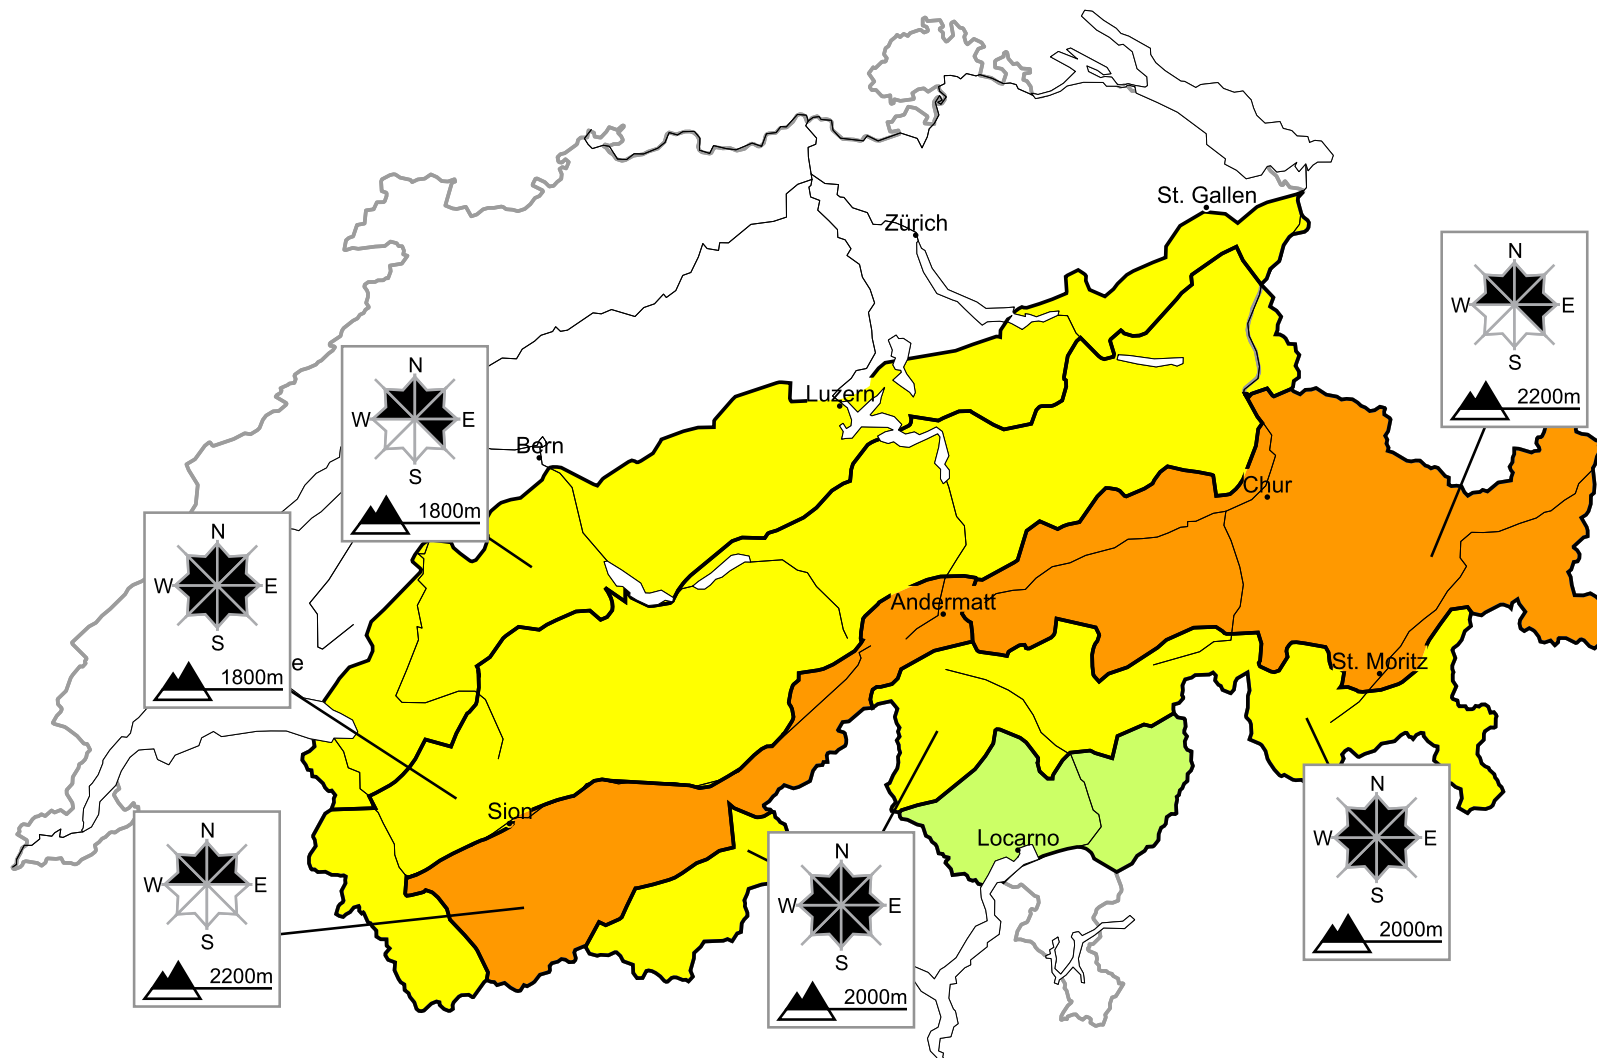 St. Gallen
Zürich
N
W E
S
2200m
N
W E
S
1800m
Luzern
Bern
Chur
N
W E
S
1800m
e
Andermatt
St. Moritz
Sion
Locarno
N
W E
S
2200m
N
W E
S
2000m
N
W E
S
2000m